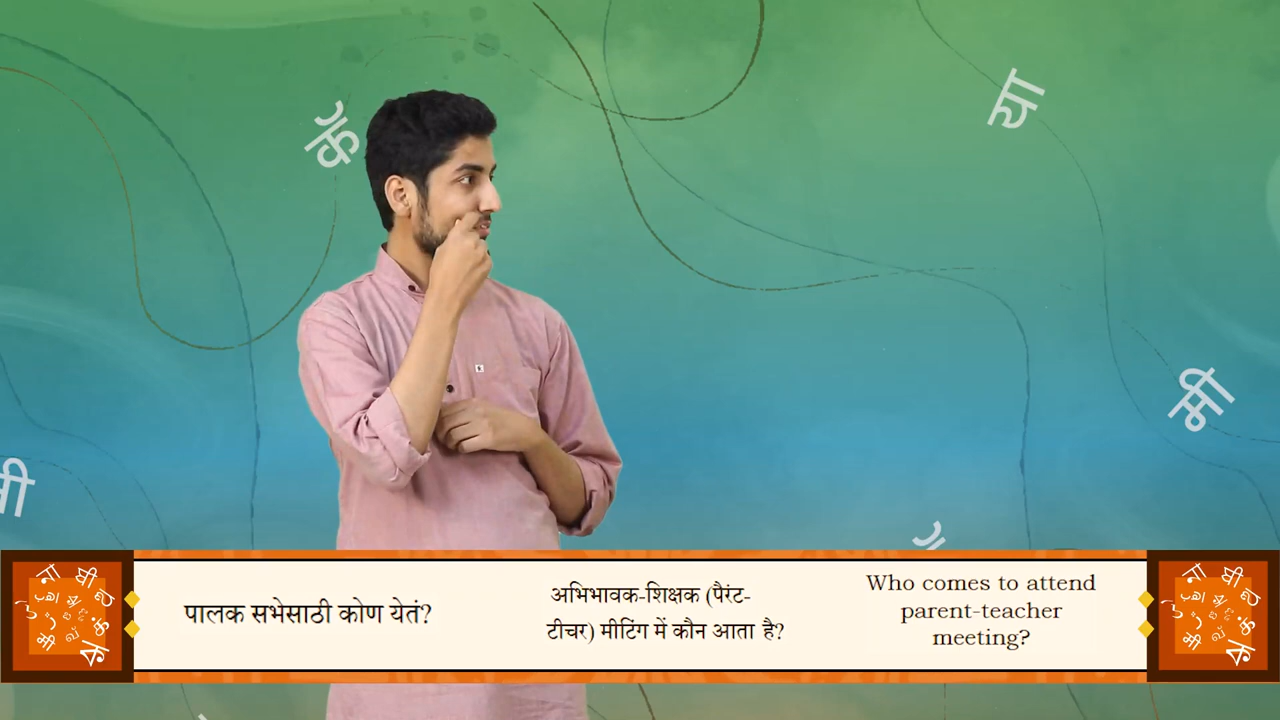 कॅ
या
मी
मी
पालक सभेसाठी कोण येतं?
अभिभावक-शिक्षक (पैरंट-
टीचर) मीटिंग में कौन आता है?
Who comes to attend
parent-teacher
meeting?